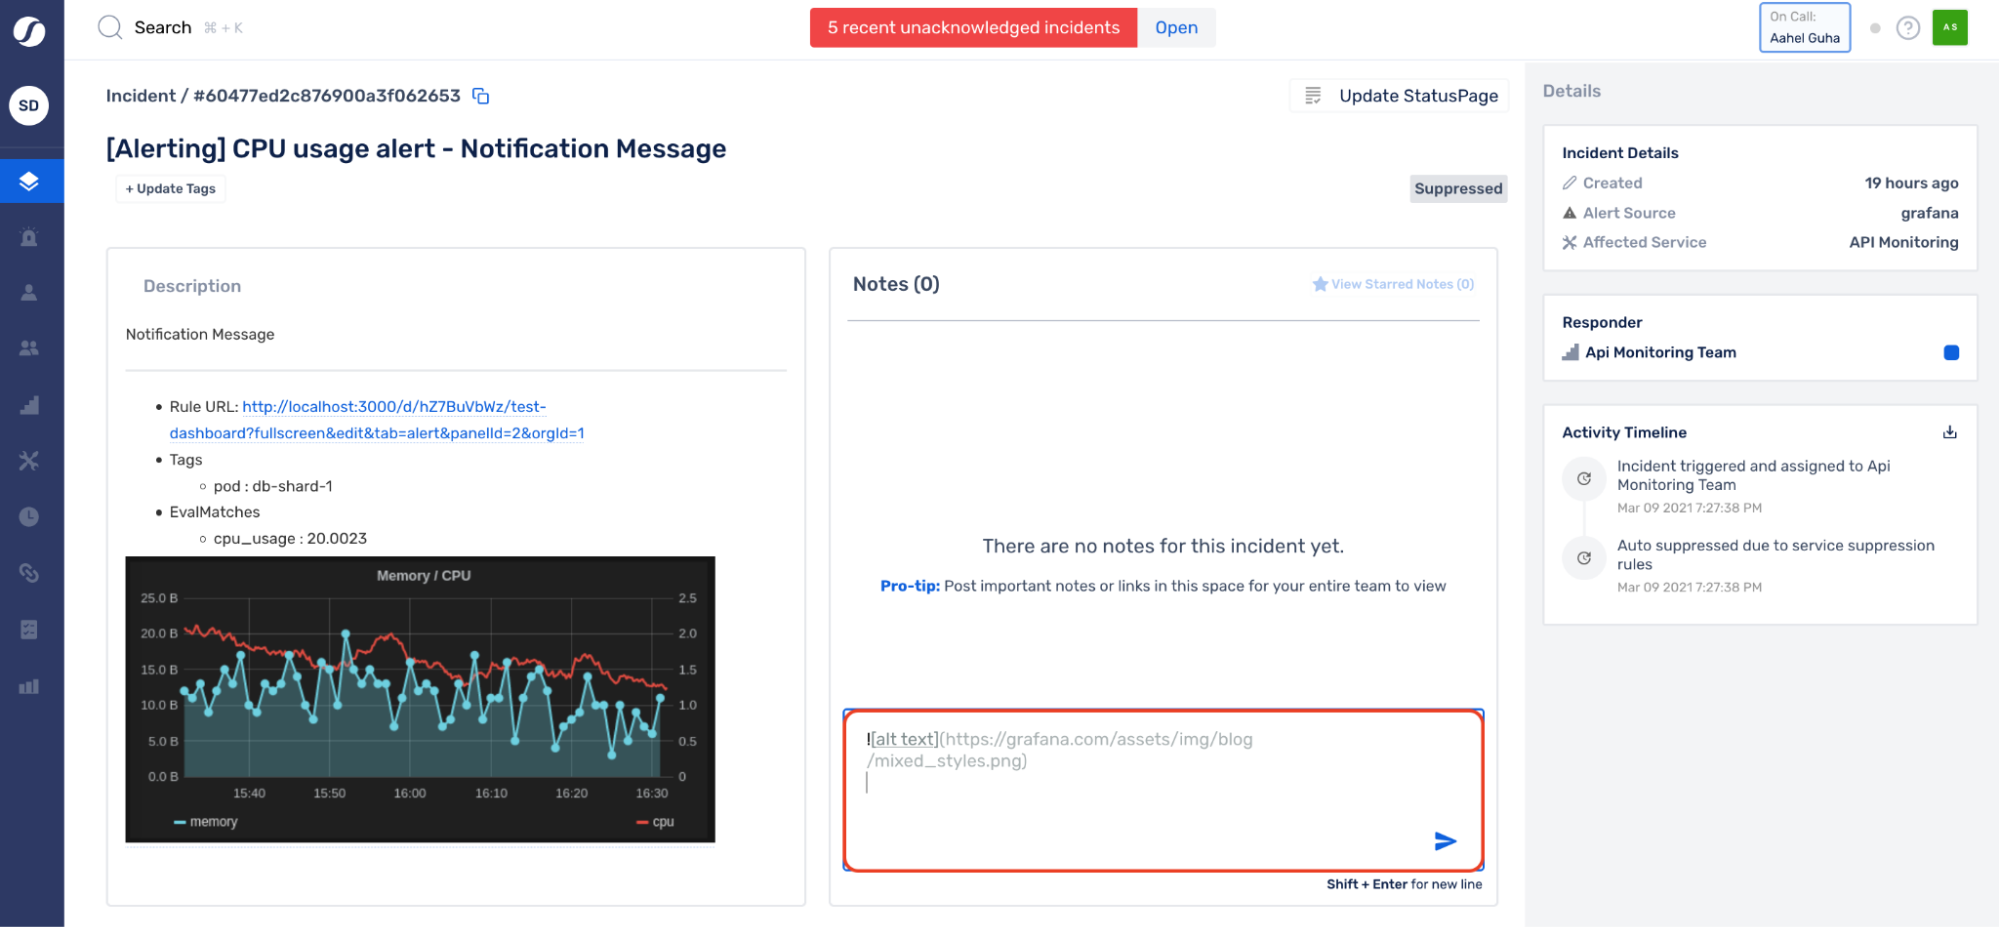 Search ⌘ + K
5 recent unacknowledged incidents Open
On Call:
Aahel Guha
A S
SD
Incident / #60477ed2c876900a3f062653
Update StatusPage
[Alerting] CPU usage alert - Notification Message
+ Update Tags
Suppressed
Description
Notification Message
Rule URL: http://localhost:3000/d/hZ7BuVbWz/test-
dashboard?fullscreen&edit&tab=alert&panelId=2&orgId=1
Tags
pod : db-shard-1
EvalMatches
cpu_usage : 20.0023
Memory / CPU
25.0 B 2.5
20.0 B 2.0
15.0 B 1.5
10.0 B 1.0
5.0 B 0.5
0.0 B 0
15:40 15:50 16:00 16:10 16:20 16:30
memory cpu
Notes (0)
View Starred Notes (0)
There are no notes for this incident yet.
Pro-tip: Post important notes or links in this space for your entire team to view
![alt text](https://grafana.com/assets/img/blog
/mixed_styles.png)
Shift + Enter for new line
Details
Incident Details
Created 19 hours ago
Alert Source grafana
Affected Service API Monitoring
Responder
Api Monitoring Team
Activity Timeline
Incident triggered and assigned to Api
Monitoring Team
Mar 09 2021 7:27:38 PM
Auto suppressed due to service suppression
rules
Mar 09 2021 7:27:38 PM